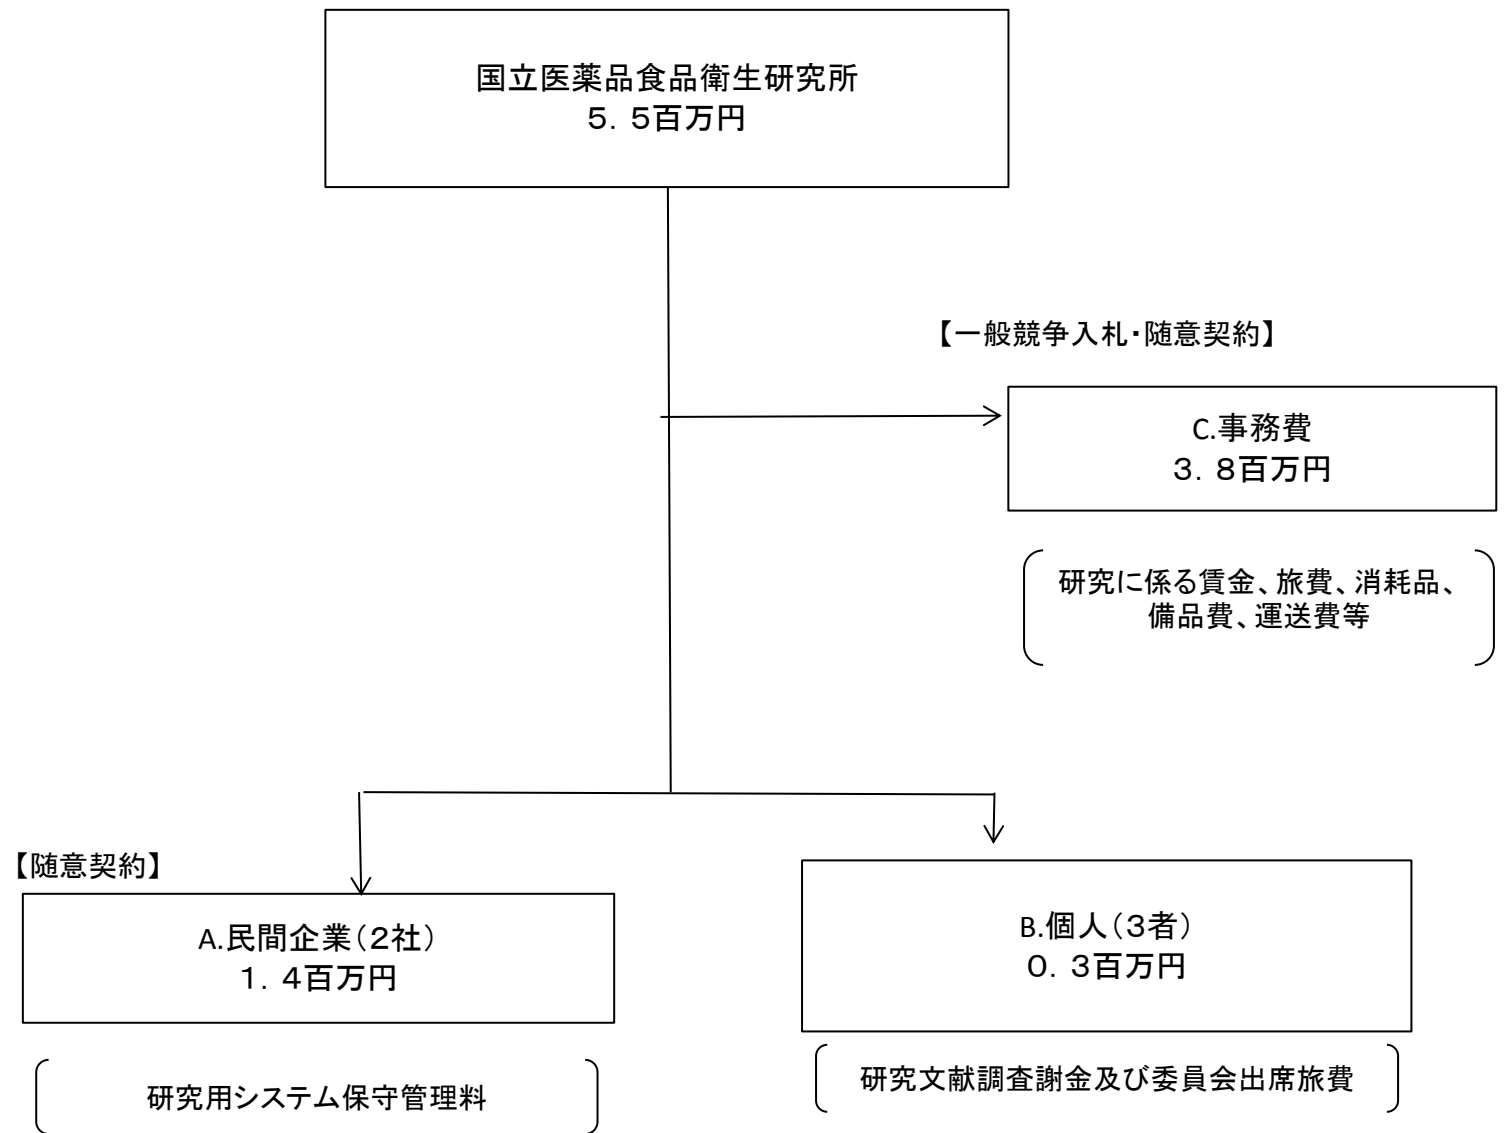 国立医薬品食品衛生研究所
５．５百万円
【一般競争入札・随意契約】
C.事務費
３．８百万円
研究に係る賃金、旅費、消耗品、
備品費、運送費等
【随意契約】
A.民間企業（２社）
１．４百万円
研究用システム保守管理料
B.個人（３者）
０．３百万円
研究文献調査謝金及び委員会出席旅費